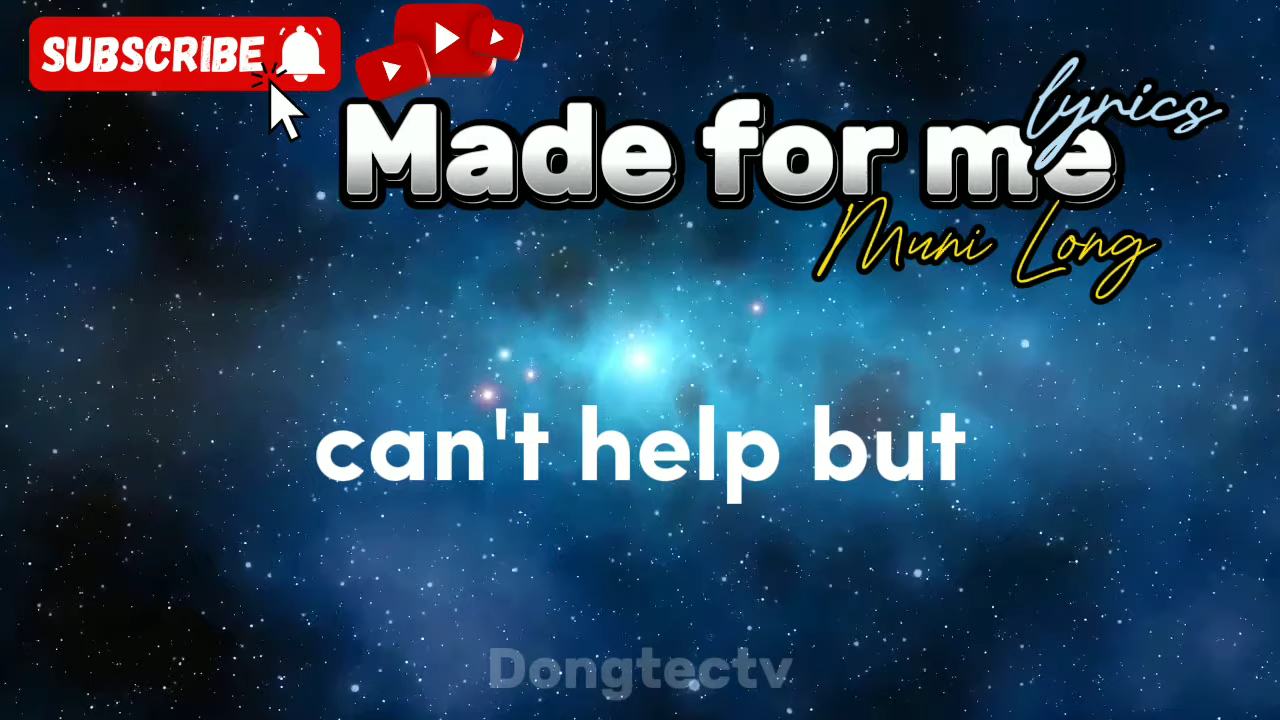 SUBSCRIBE
Made for me
lyrics
Muni Long
can't help but
Dongtectv